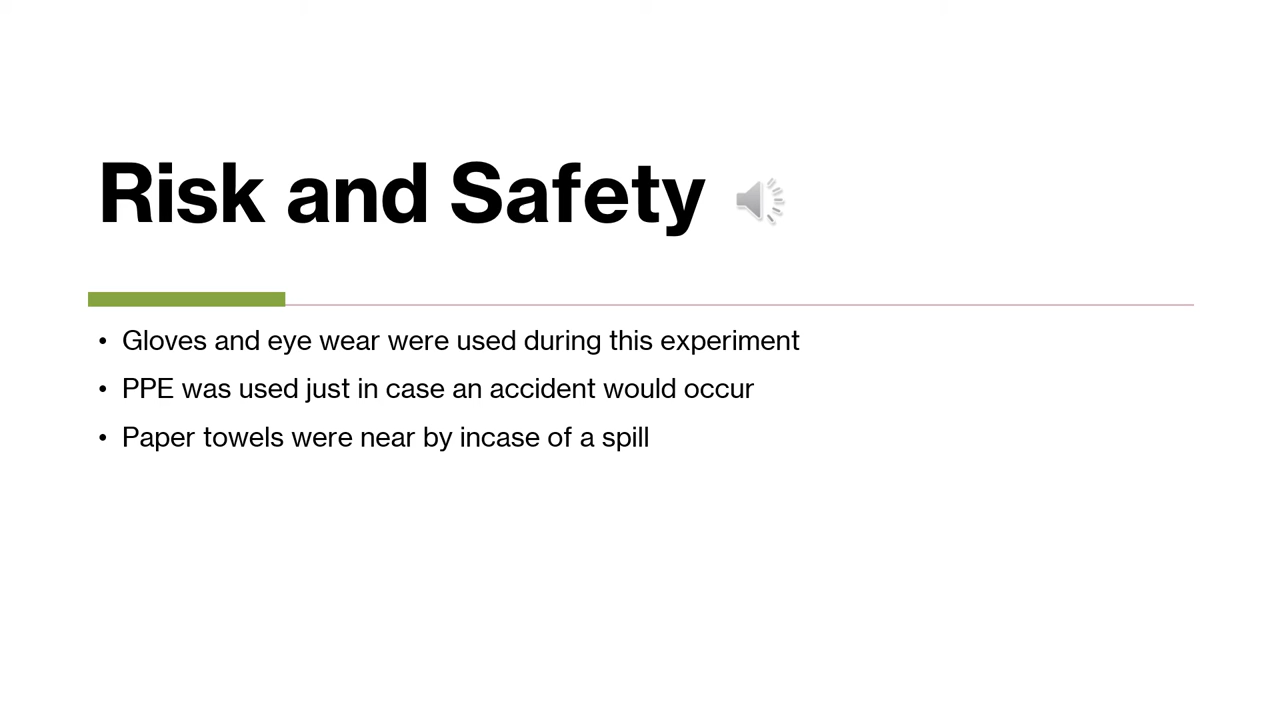 Risk and Safety
• Gloves and eye wear were used during this experiment
• PPE was used just in case an accident would occur
• Paper towels were near by incase of a spill